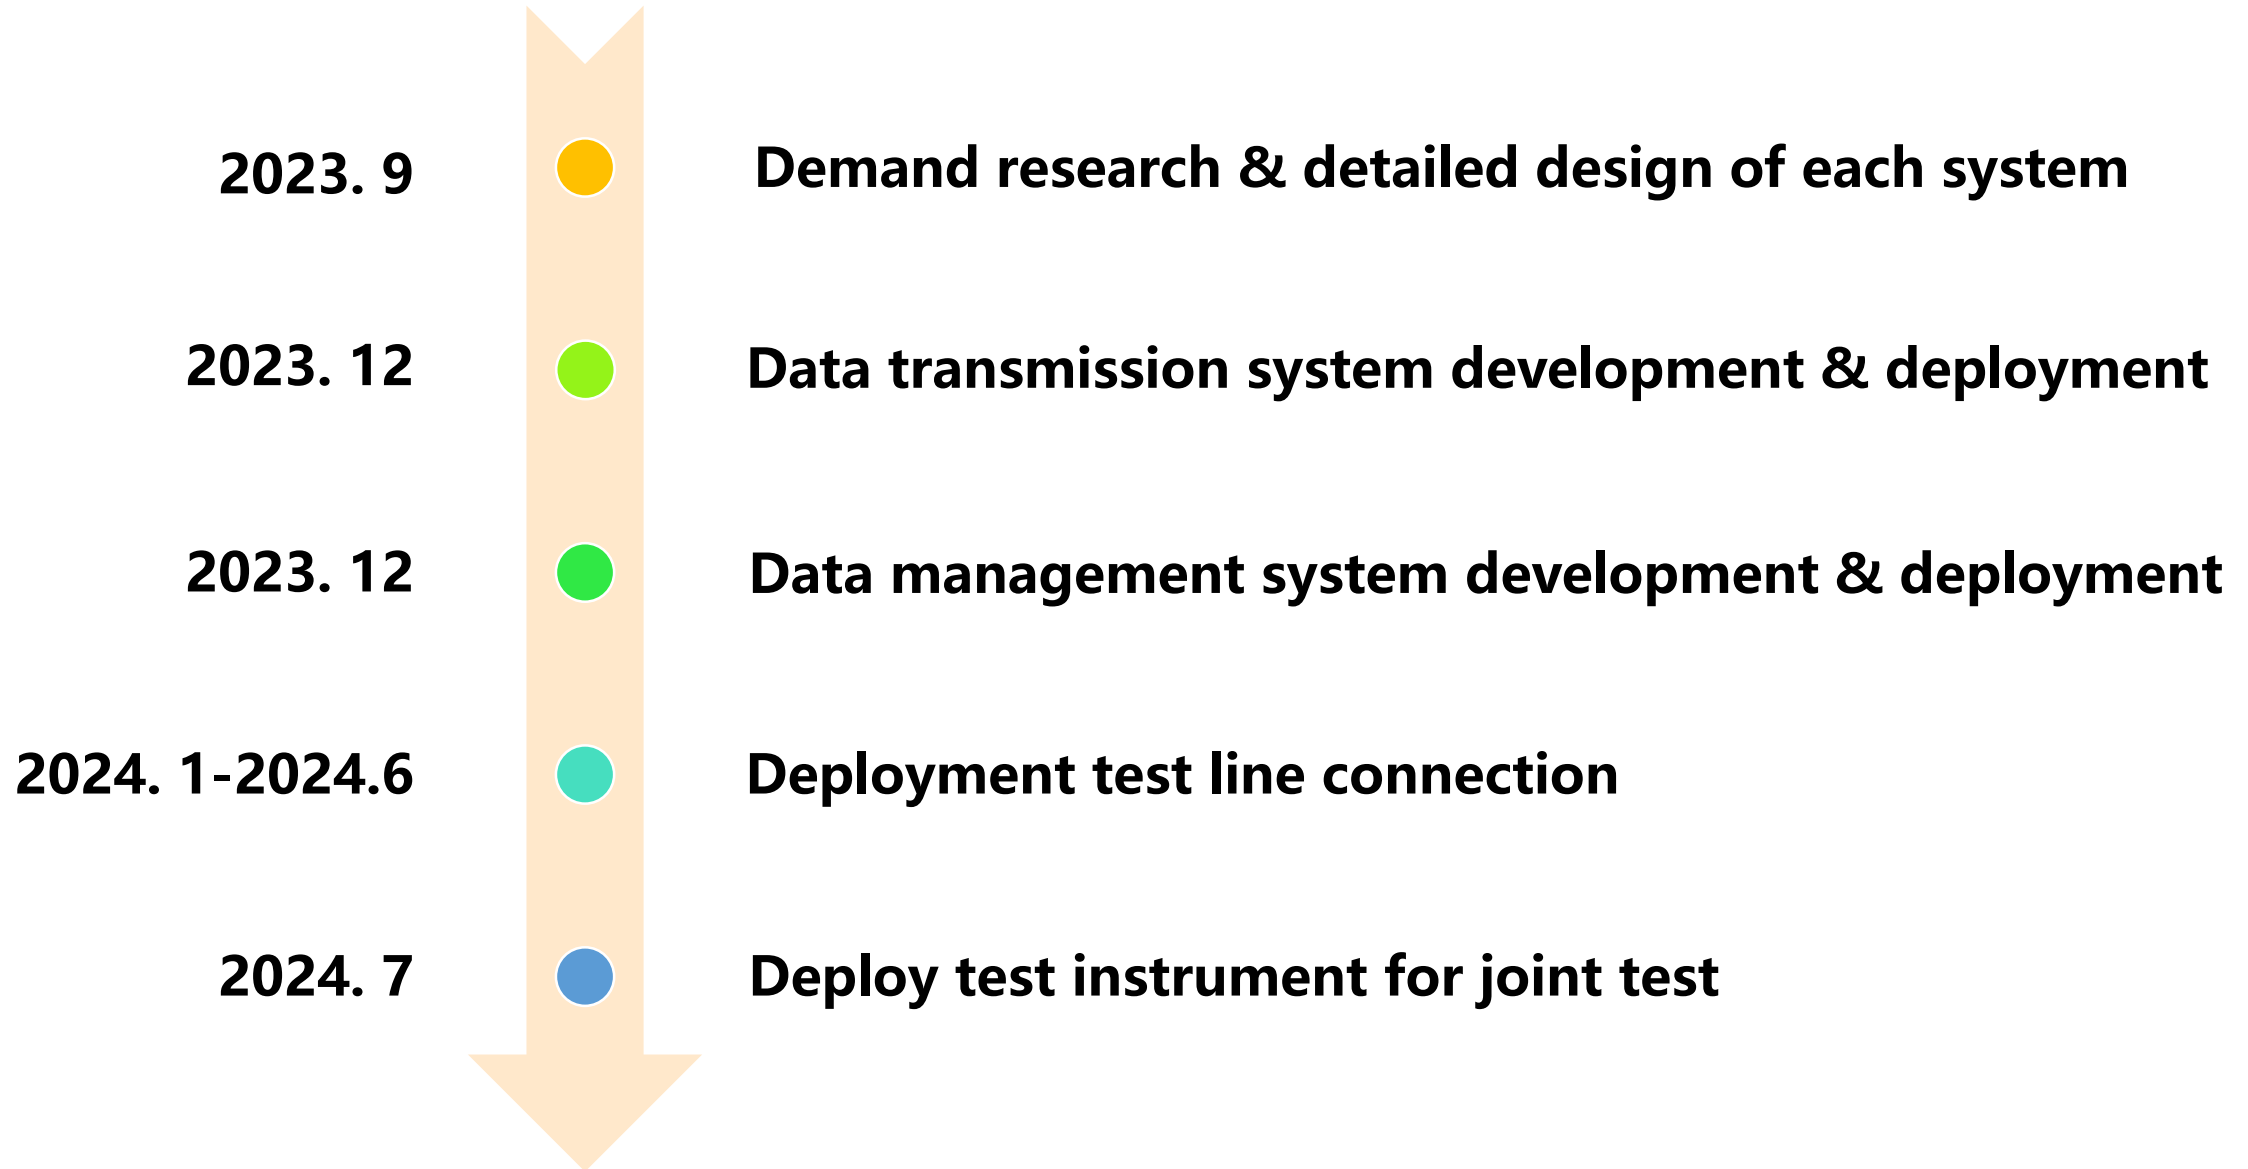 2023. 9
Demand research & detailed design of each system
2023. 12
Data transmission system development & deployment
2023. 12
Data management system development & deployment
2024. 1-2024.6
Deployment test line connection
2024. 7
Deploy test instrument for joint test